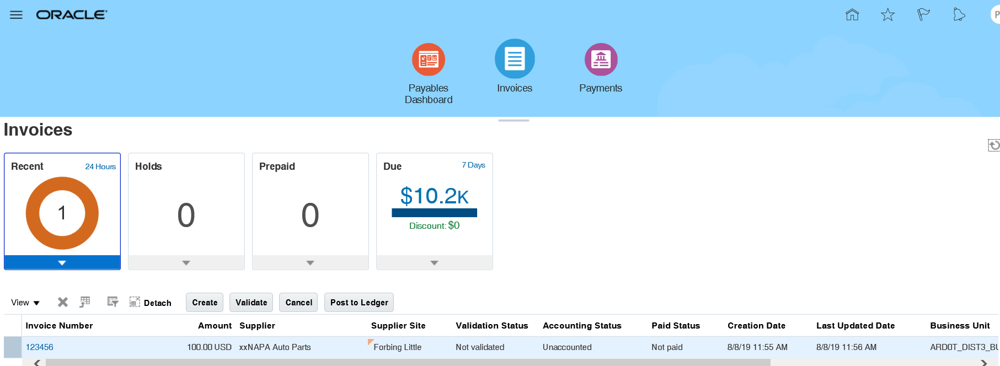 ORACLE
P
Payables
Dashboard
Invoices
Payments
Invoices
Recent 24 Hours
1
Holds
0
Prepaid
0
Due 7 Days
$10.2K
Discount: $0
View Detach Create Validate Cancel Post to Ledger
Invoice Number Amount Supplier Supplier Site Validation Status Accounting Status Paid Status Creation Date Last Updated Date Business Unit
123456 100.00 USD xxNAPA Auto Parts Forbing Little Not validated Unaccounted Not paid 8/8/19 11:55 AM 8/8/19 11:56 AM ARDOT_DIST3_BU